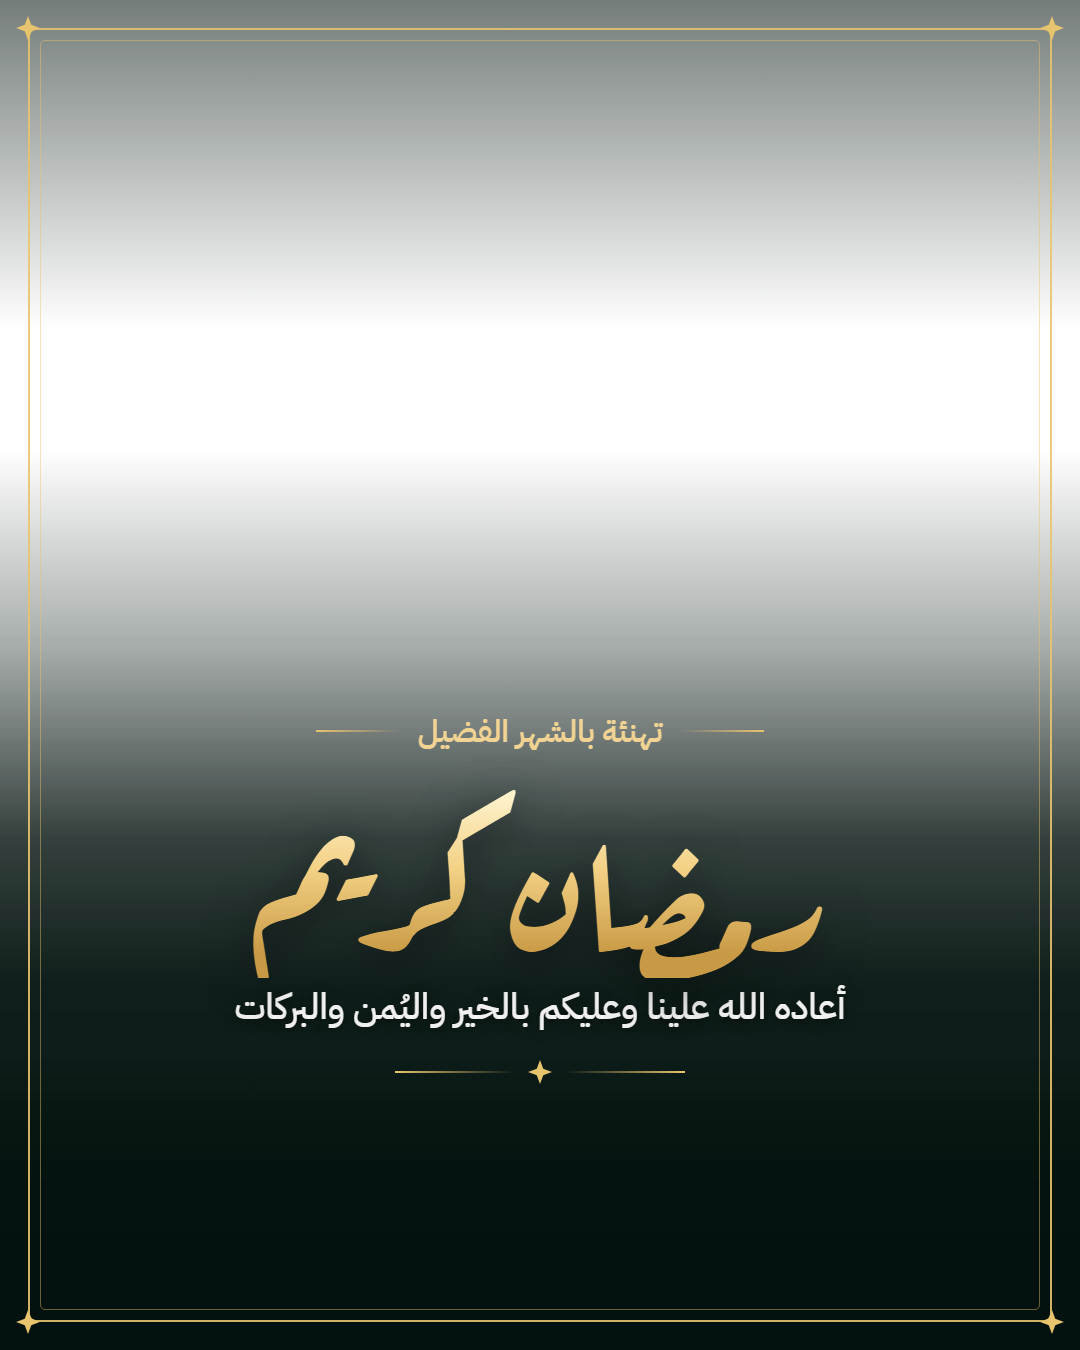 تهنئة بالشهر الفضيل
رمضان كريم
أعاده الله علينا وعليكم بالخير واليُمن والبركات